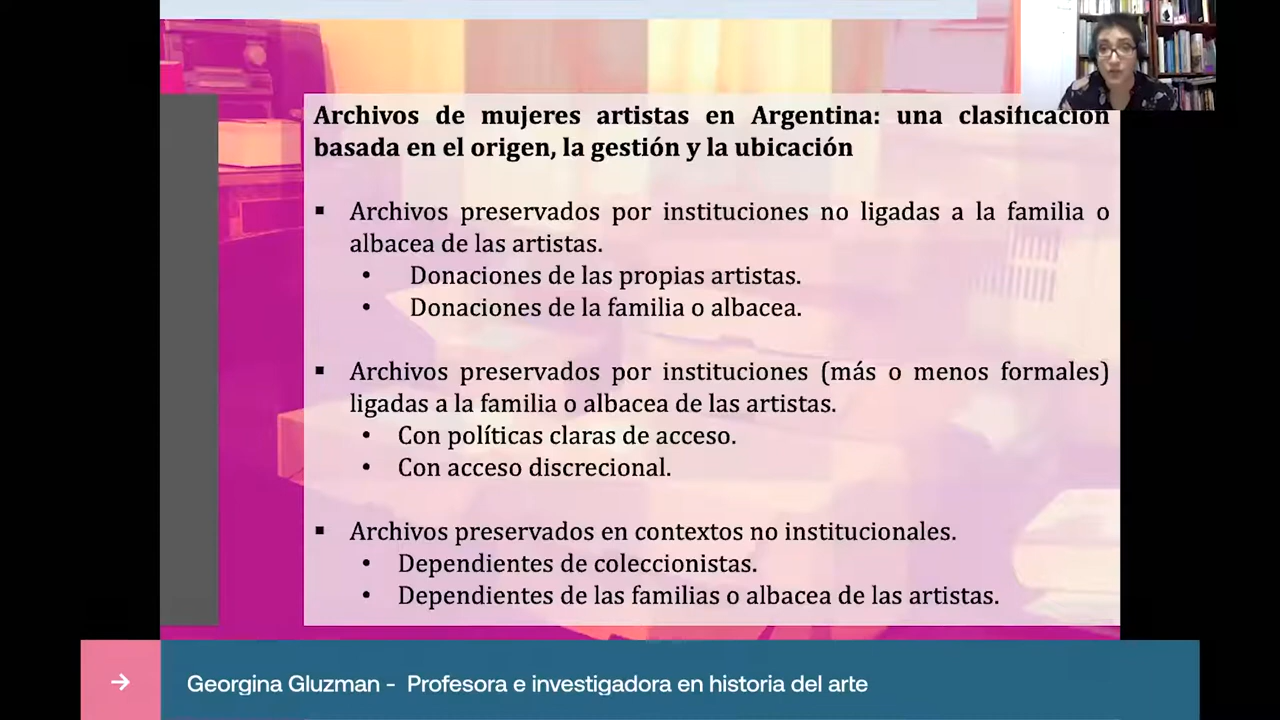 Archivos de mujeres artistas en Argentina: una clasificación
basada en el origen, la gestión y la ubicación
▪ Archivos preservados por instituciones no ligadas a la familia o
albacea de las artistas.
• Donaciones de las propias artistas.
• Donaciones de la familia o albacea.
▪ Archivos preservados por instituciones (más o menos formales)
ligadas a la familia o albacea de las artistas.
• Con políticas claras de acceso.
• Con acceso discrecional.
▪ Archivos preservados en contextos no institucionales.
• Dependientes de coleccionistas.
• Dependientes de las familias o albacea de las artistas.
→ Georgina Gluzman - Profesora e investigadora en historia del arte